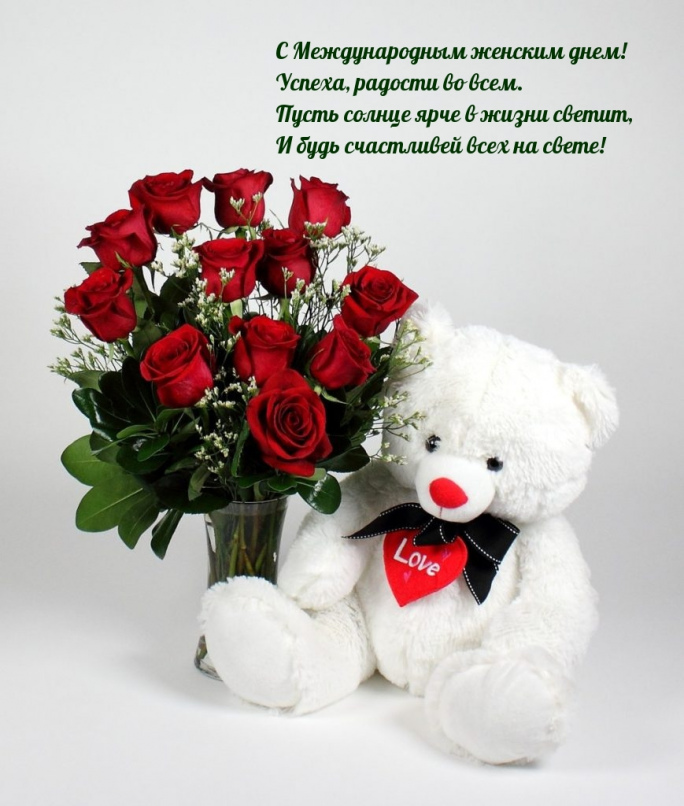 С Международным женским днем!
Успеха, радости во всем.
Пусть солнце ярче в жизни светит,
И будь счастливей всех на свете!
Love